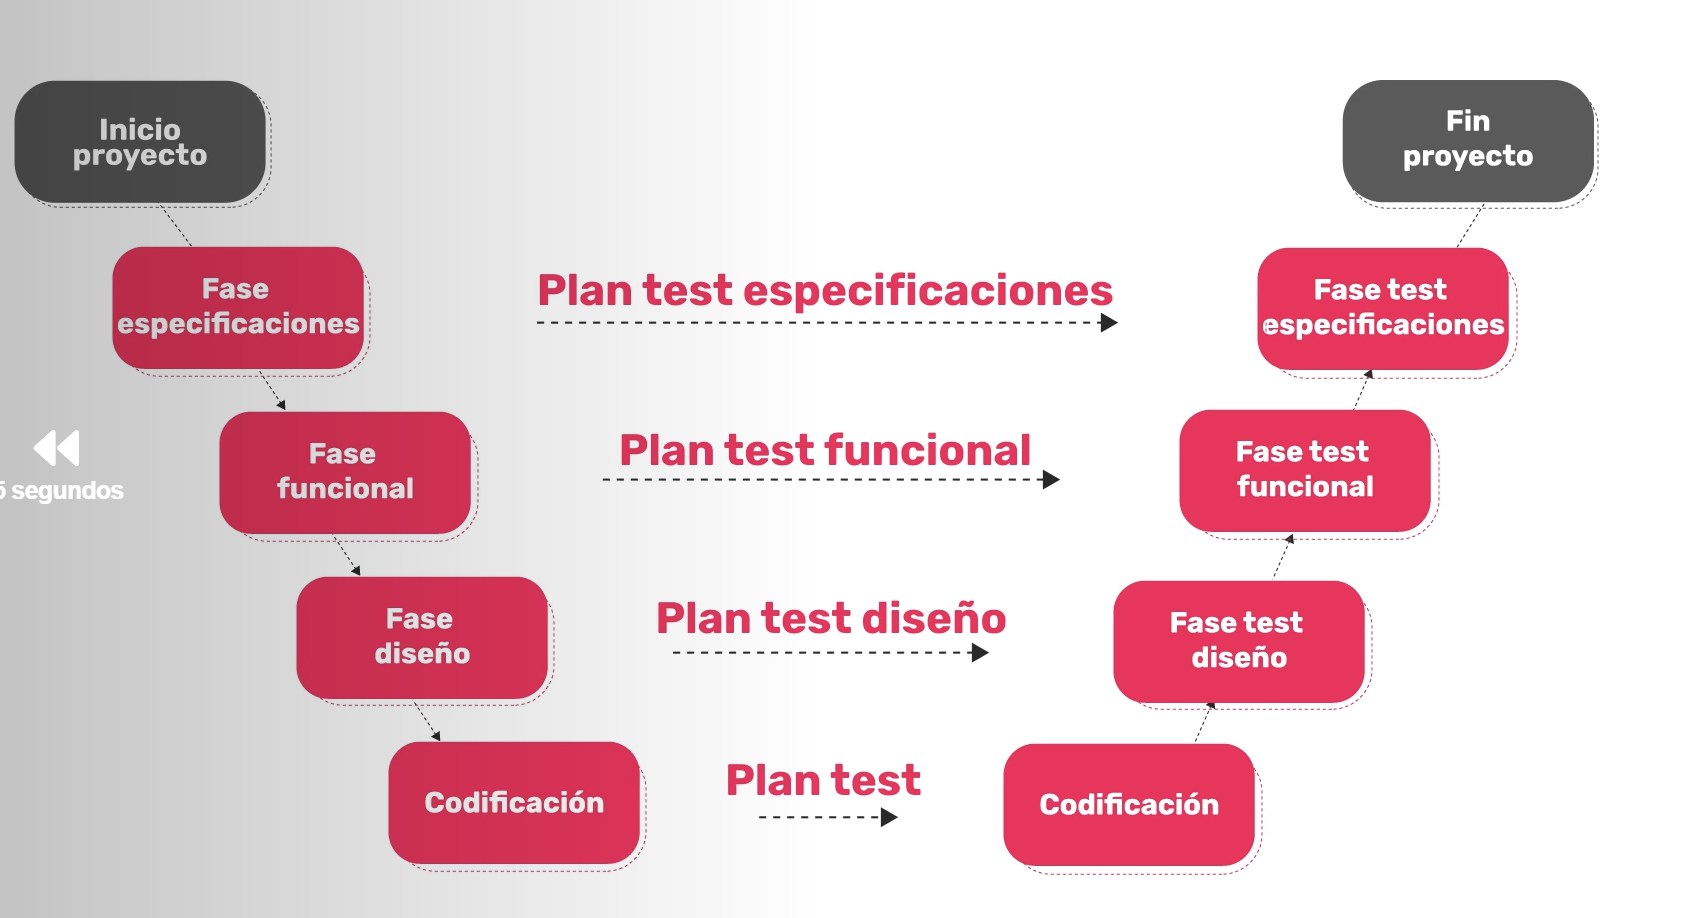 Inicio
proyecto
Fin
proyecto
Fase
especificaciones
Plan test especificaciones
Fase test
especificaciones
Fase
funcional
Plan test funcional
Fase test
funcional
5 segundos
Fase
diseño
Plan test diseño
Fase test
diseño
Codificación
Plan test
Codificación